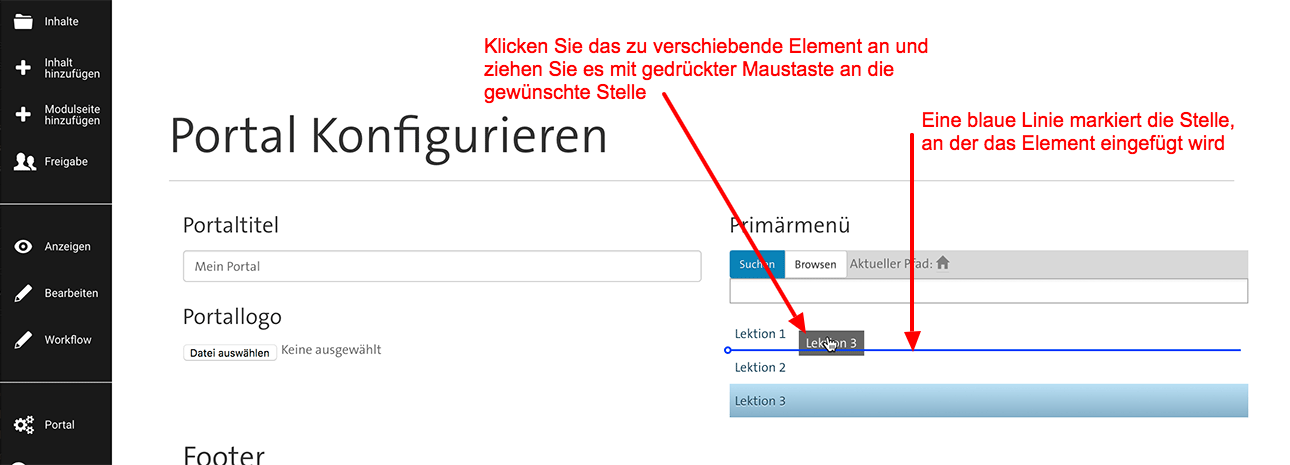 Inhalte
Inhalt
hinzufügen
Modulseite
hinzufügen
Freigabe
Anzeigen
Bearbeiten
Workflow
Portal
Klicken Sie das zu verschiebende Element an und
ziehen Sie es mit gedrückter Maustaste an die
gewünschte Stelle
Eine blaue Linie markiert die Stelle,
an der das Element eingefügt wird
Portal Konfigurieren
Portaltitel
Mein Portal
Portallogo
Datei auswählen Keine ausgewählt
Primärmenü
Suchen Browsen Aktueller Pfad:
Lektion 1
Lektion 3
Lektion 2
Lektion 3
Footer